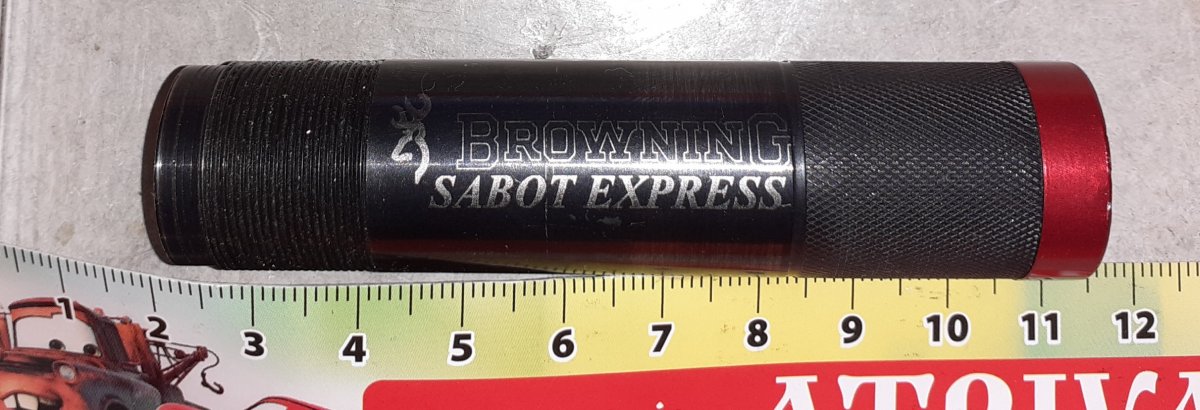 BROWNING
SABOT EXPRESS
1 2 3 4 5 6 7 8 9 10 11 12